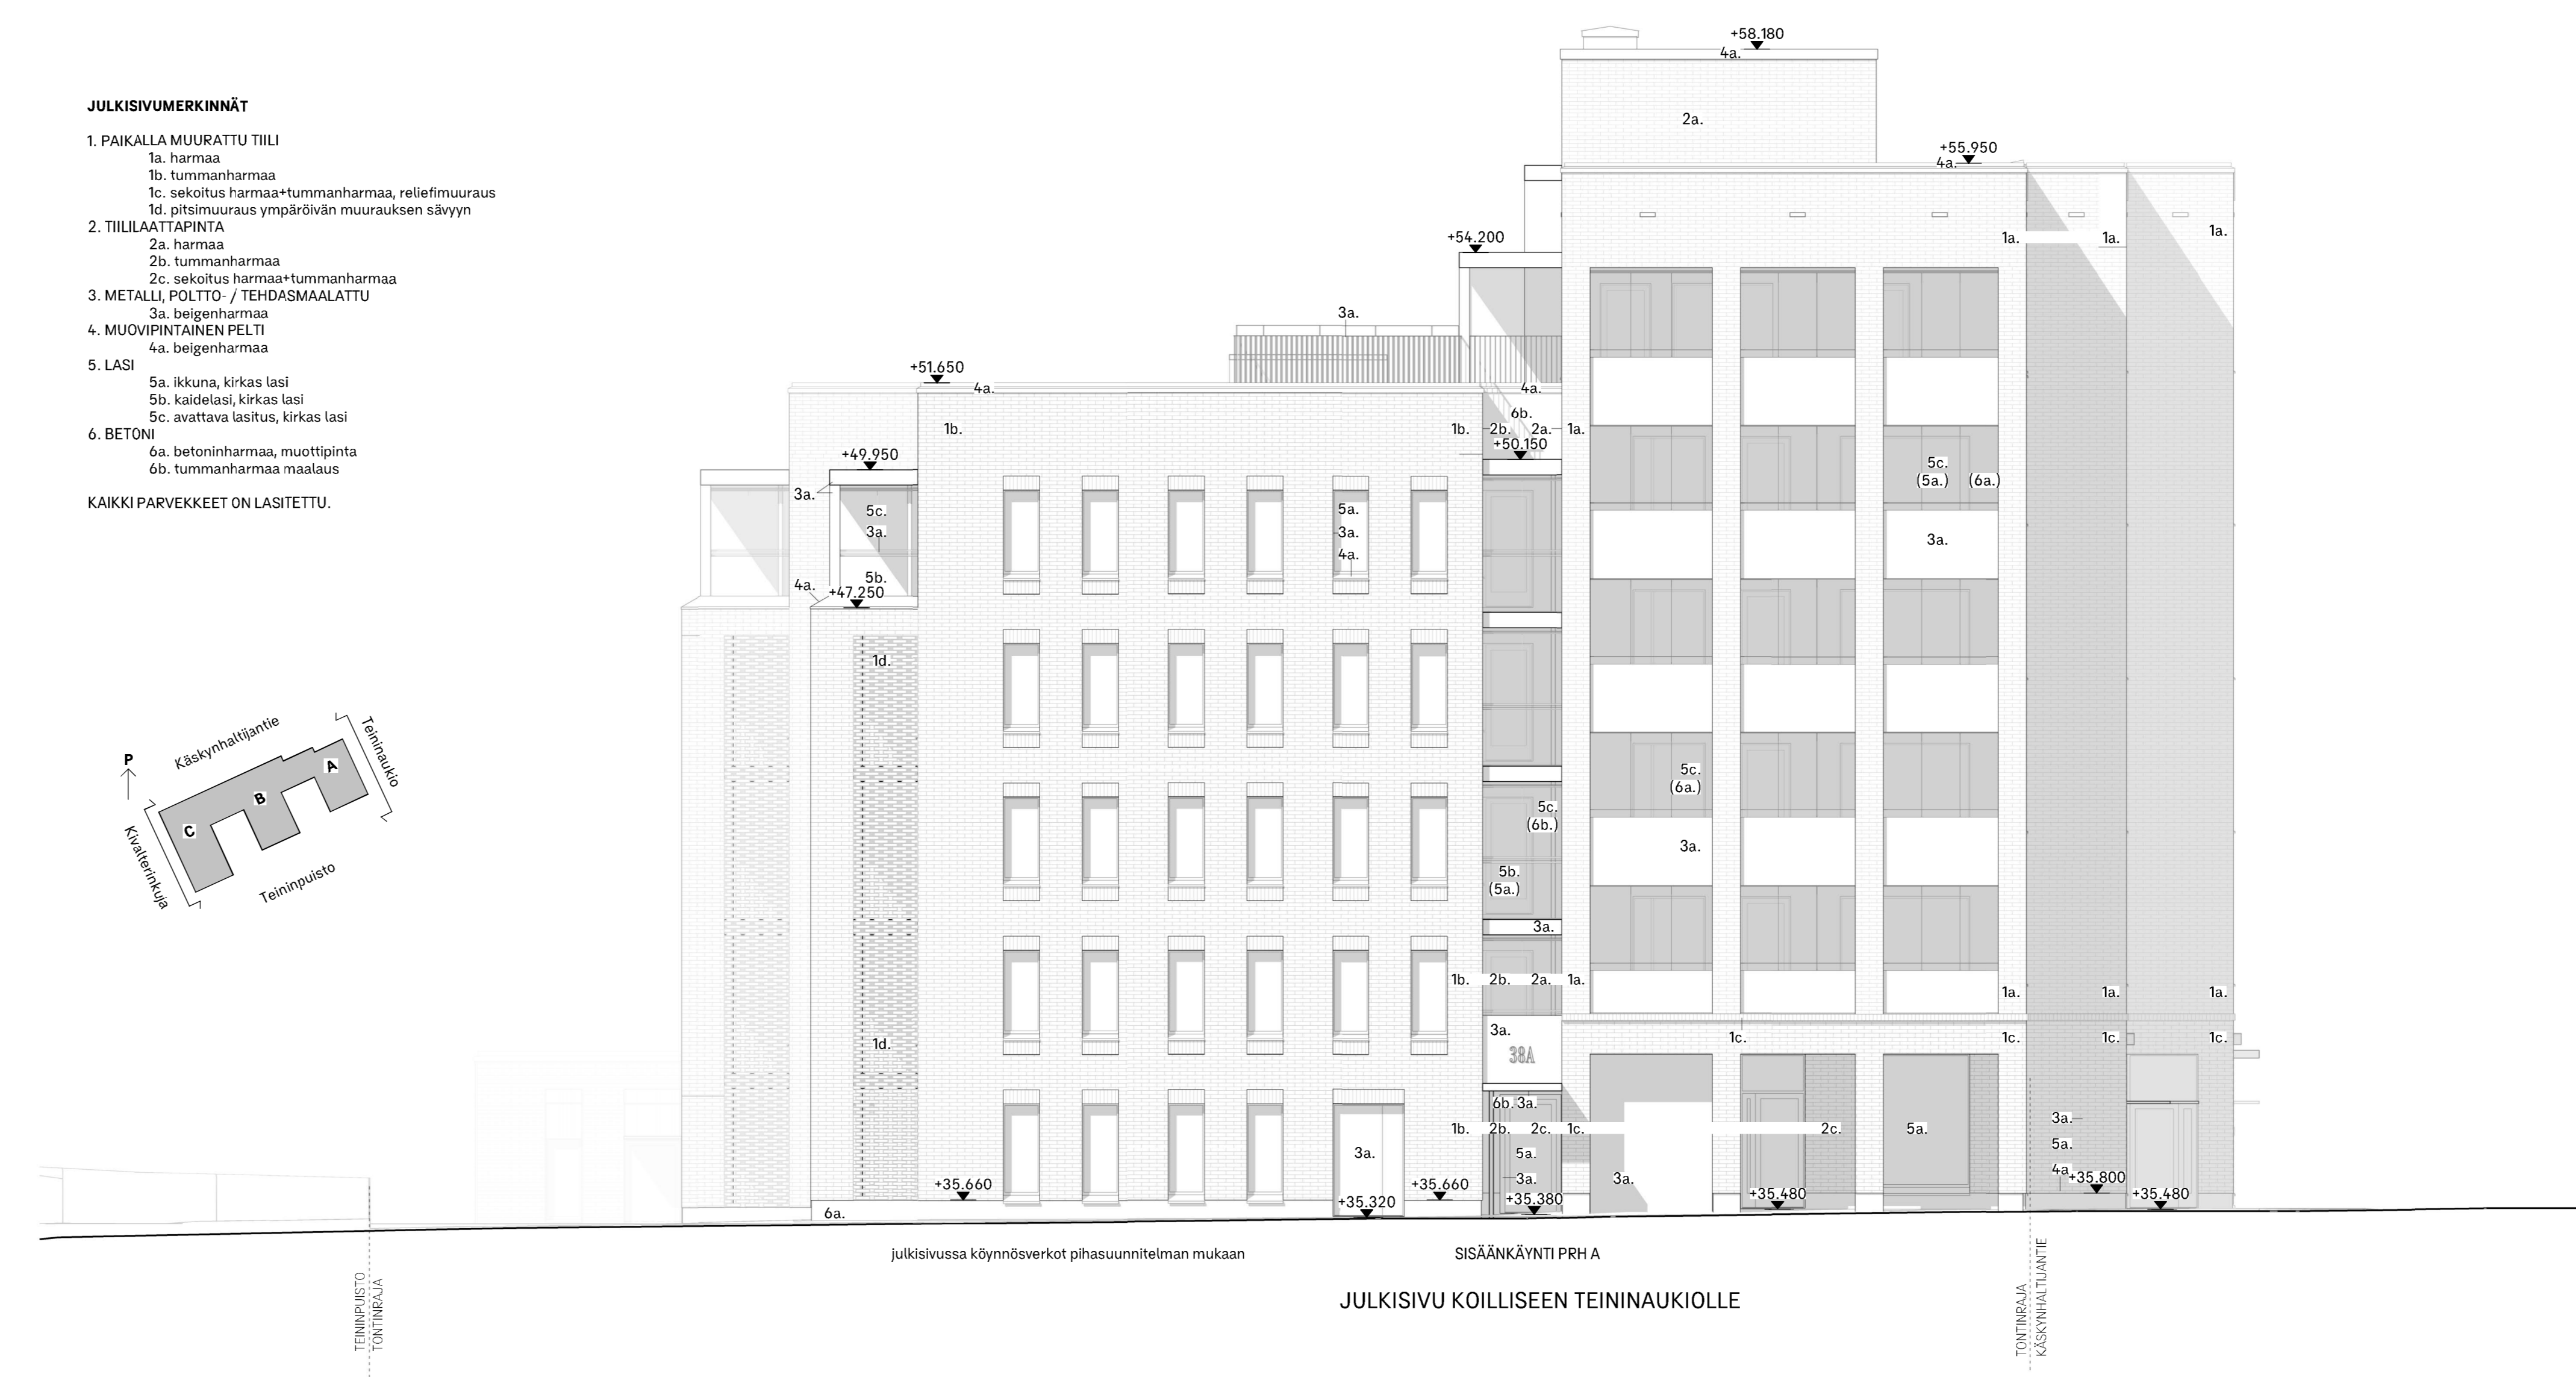 JULKISIVUMERKINNÄT
1. PAIKALLA MUURATTU TIILI
1a. harmaa
1b. tummanharmaa
1c. sekoitus harmaa+tummanharmaa, reliefimuuraus
1d. pitsimuuraus ympäröivän muurauksen sävyyn
2. TIILILAATTAPINTA
2a. harmaa
2b. tummanharmaa
2c. sekoitus harmaa+tummanharmaa
3. METALLI, POLTTO- / TEHDASMAALATTU
3a. beigenharmaa
4. MUOVIPINTAINEN PELTI
4a. beigenharmaa
5. LASI
5a. ikkuna, kirkas lasi
5b. kaidelasi, kirkas lasi
5c. avattava lasitus, kirkas lasi
6. BETONI
6a. betoninharmaa, muottipinta
6b. tummanharmaa maalaus
KAIKKI PARVEKKEET ON LASITETTU.
P
Käskynhaltijantie
Teininaukio
A
B
C
Kivalterinkuja
Teininpuisto
+58.180
4a.
2a.
+55.950
4a.
+54.200
1a. 1a. 1a.
3a.
+51.650
4a. 4a.
6b.
1b. 1b. 2b. 2a. 1a.
+50.150
+49.950
3a.
5c.
3a.
5b.
4a.
+47.250
5a.
3a.
4a.
5c.
(5a.) (6a.)
3a.
1d.
5c.
(6a.)
3a.
5c.
(6b.)
5b.
(5a.)
3a.
1b. 2b. 2a. 1a.
1a. 1a. 1a.
3a.
38A
1c. 1c. 1c. 1c.
1d.
6b. 3a.
1b. 2b. 2c. 1c. 2c. 5a.
3a.
5a.
3a.
3a.
3a.
5a.
4a.
+35.800
+35.660
+35.660
+35.320
+35.380
+35.480
+35.480
6a.
julkisivussa köynnösverkot pihasuunnitelman mukaan
SISÄÄNKÄYNTI PRH A
JULKISIVU KOILLISEEN TEININAUKIOLLE
TEININPUISTO
TONTINRAJA
TONTINRAJA
KÄSKYNHALTIJANTIE